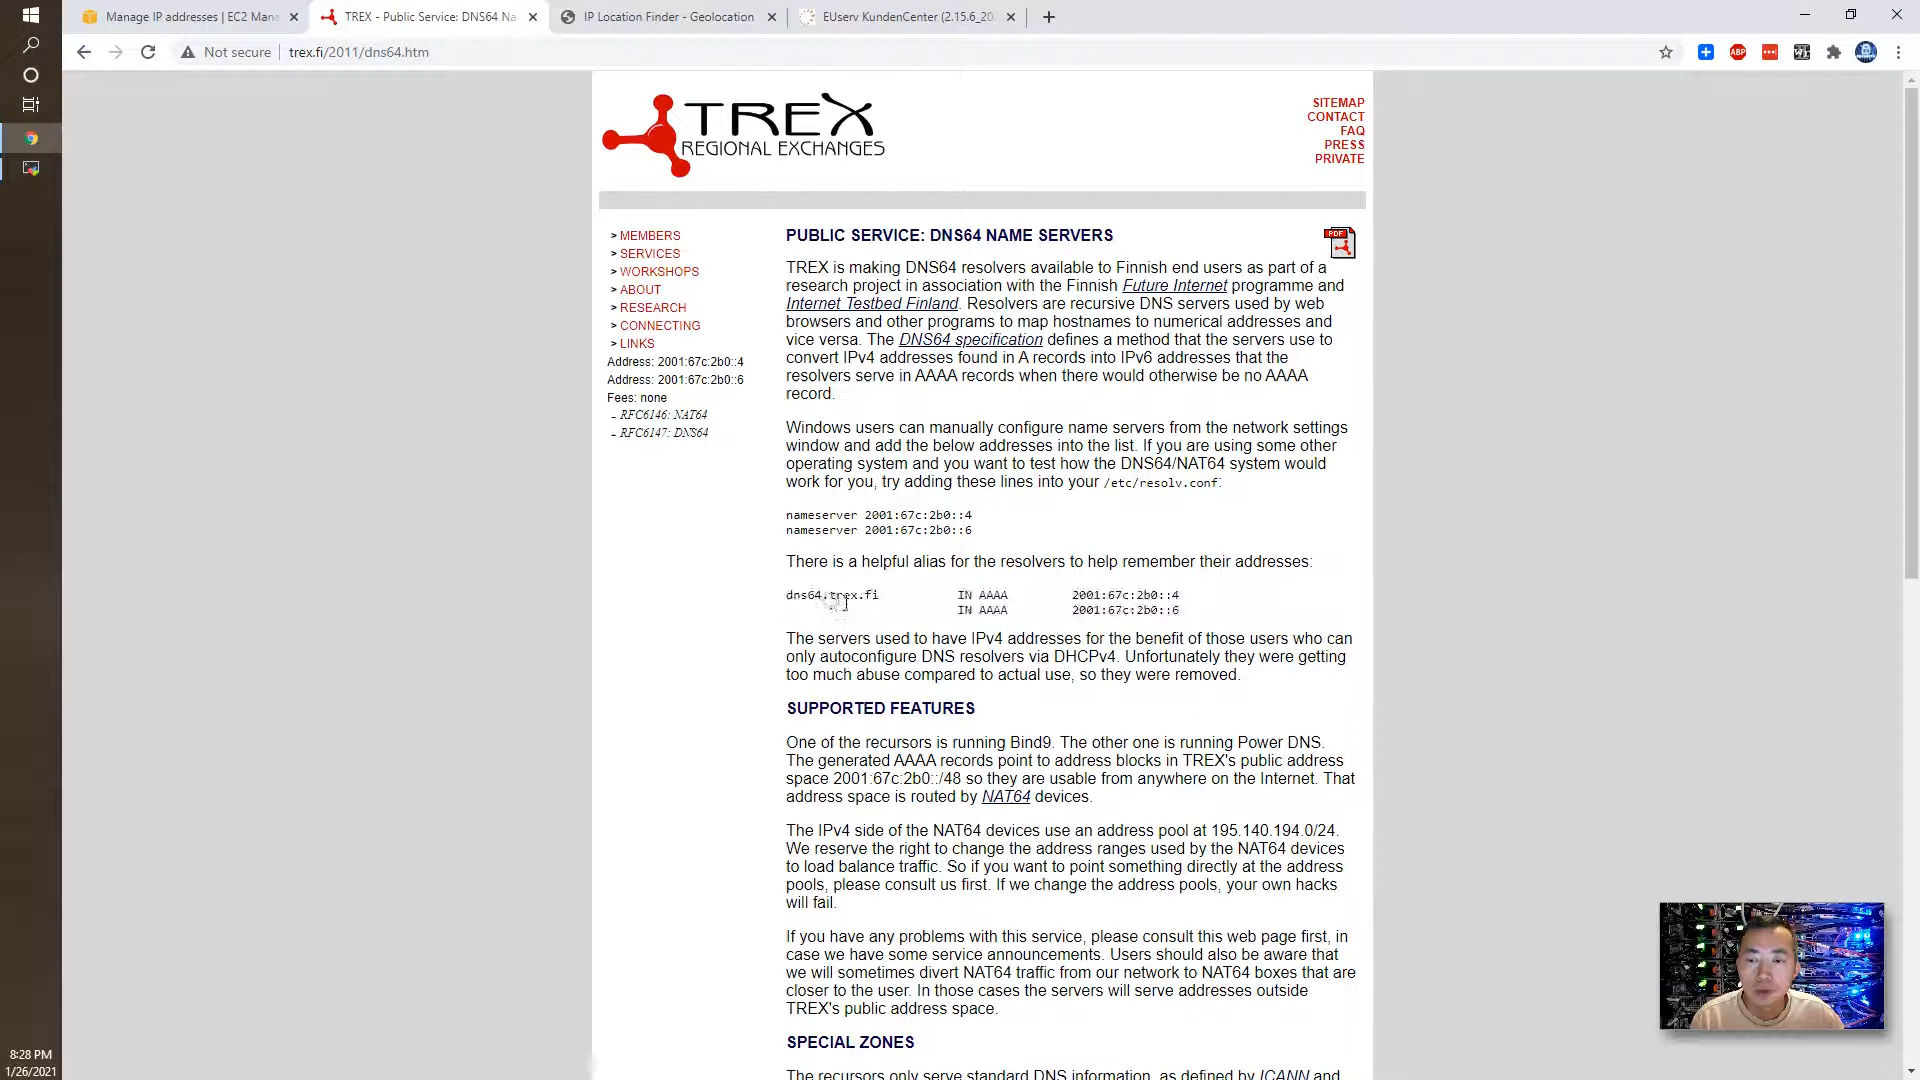 Manage IP addresses | EC2 Mana
TREX - Public Service: DNS64 Na
IP Location Finder - Geolocation
EUserv KundenCenter (2.15.6_20
Not secure
trex.fi/2011/dns64.htm
ABP
TREX
REGIONAL EXCHANGES
SITEMAP
CONTACT
FAQ
PRESS
PRIVATE
> MEMBERS
> SERVICES
> WORKSHOPS
> ABOUT
> RESEARCH
> CONNECTING
> LINKS
Address: 2001:67c:2b0::4
Address: 2001:67c:2b0::6
Fees: none
– RFC6146: NAT64
– RFC6147: DNS64
PUBLIC SERVICE: DNS64 NAME SERVERS
PDF
TREX is making DNS64 resolvers available to Finnish end users as part of a
research project in association with the Finnish Future Internet programme and
Internet Testbed Finland. Resolvers are recursive DNS servers used by web
browsers and other programs to map hostnames to numerical addresses and
vice versa. The DNS64 specification defines a method that the servers use to
convert IPv4 addresses found in A records into IPv6 addresses that the
resolvers serve in AAAA records when there would otherwise be no AAAA
record.
Windows users can manually configure name servers from the network settings
window and add the below addresses into the list. If you are using some other
operating system and you want to test how the DNS64/NAT64 system would
work for you, try adding these lines into your /etc/resolv.conf:
nameserver 2001:67c:2b0::4
nameserver 2001:67c:2b0::6
There is a helpful alias for the resolvers to help remember their addresses:
dns64.trex.fi IN AAAA 2001:67c:2b0::4
IN AAAA 2001:67c:2b0::6
The servers used to have IPv4 addresses for the benefit of those users who can
only autoconfigure DNS resolvers via DHCPv4. Unfortunately they were getting
too much abuse compared to actual use, so they were removed.
SUPPORTED FEATURES
One of the recursors is running Bind9. The other one is running Power DNS.
The generated AAAA records point to address blocks in TREX's public address
space 2001:67c:2b0::/48 so they are usable from anywhere on the Internet. That
address space is routed by NAT64 devices.
The IPv4 side of the NAT64 devices use an address pool at 195.140.194.0/24.
We reserve the right to change the address ranges used by the NAT64 devices
to load balance traffic. So if you want to point something directly at the address
pools, please consult us first. If we change the address pools, your own hacks
will fail.
If you have any problems with this service, please consult this web page first, in
case we have some service announcements. Users should also be aware that
we will sometimes divert NAT64 traffic from our network to NAT64 boxes that are
closer to the user. In those cases the servers will serve addresses outside
TREX's public address space.
SPECIAL ZONES
The recursors only serve standard DNS information, as defined by ICANN and
8:28 PM
1/26/2021